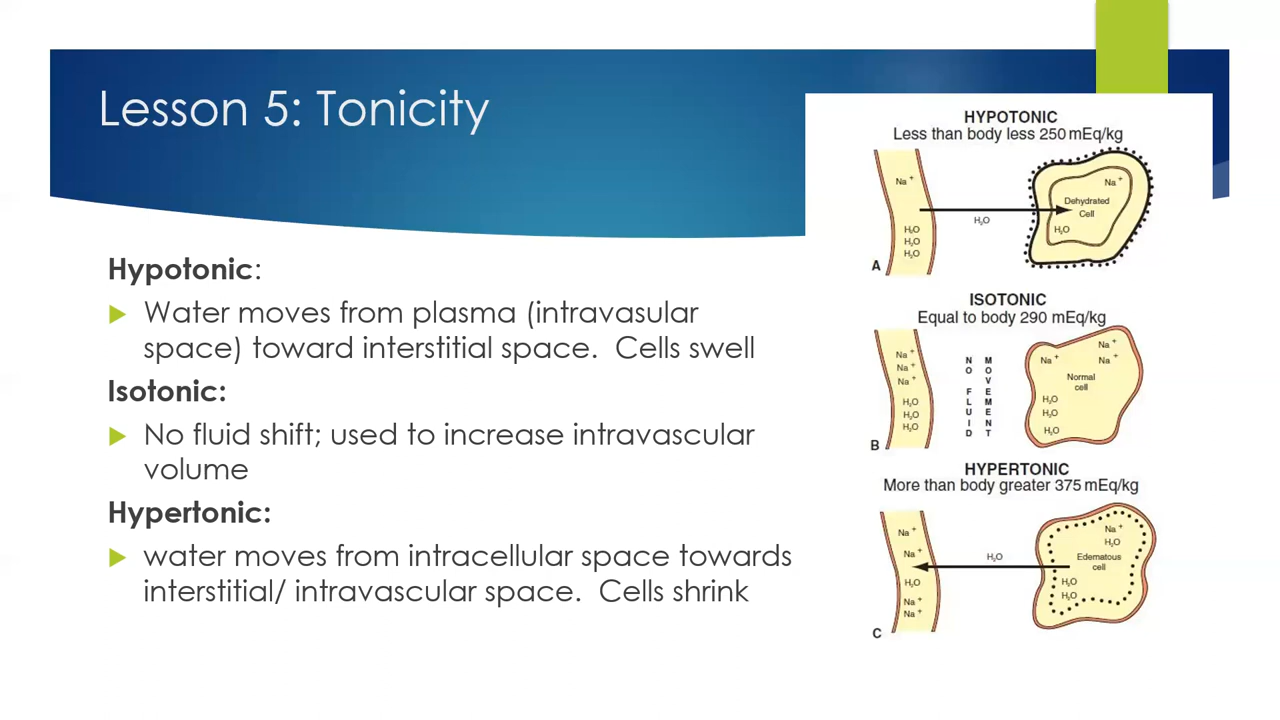 Lesson 5: Tonicity
Hypotonic:
Water moves from plasma (intravasular
space) toward interstitial space.  Cells swell
Isotonic:
No fluid shift; used to increase intravascular
volume
Hypertonic:
water moves from intracellular space towards
interstitial/ intravascular space.  Cells shrink
HYPOTONIC
Less than body less 250 mEq/kg
Na+
H₂O
H₂O
H₂O
H₂O
Na+
Dehydrated
Cell
H₂O
A
ISOTONIC
Equal to body 290 mEq/kg
Na+
Na+
Na+
H₂O
H₂O
H₂O
NO FLUID
MOVEMENT
Na+
Na+
Na+
Normal
cell
H₂O
H₂O
H₂O
B
HYPERTONIC
More than body greater 375 mEq/kg
Na+
Na+
H₂O
Na+
Na+
H₂O
Na+
H₂O
Edematous
cell
H₂O
H₂O
C